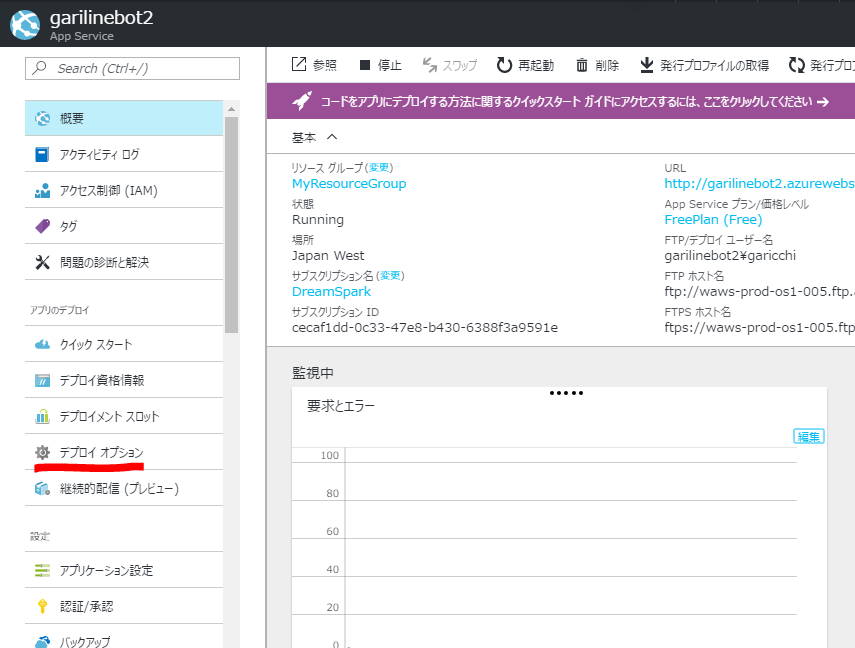 garilinebot2
App Service
Search (Ctrl+/)
概要
アクティビティ ログ
アクセス制御 (IAM)
タグ
問題の診断と解決
アプリのデプロイ
クイック スタート
デプロイ資格情報
デプロイメント スロット
デプロイ オプション
継続的配信 (プレビュー)
設定
アプリケーション設定
認証/承認
バックアップ
参照 停止 スワップ 再起動 削除 発行プロファイルの取得 発行プロ
コードをアプリにデプロイする方法に関するクイックスタート ガイドにアクセスするには、ここをクリックしてください →
基本
リソース グループ (変更)
MyResourceGroup
状態
Running
場所
Japan West
サブスクリプション名 (変更)
DreamSpark
サブスクリプション ID
cecaf1dd-0c33-47e8-b430-6388f3a9591e
URL
http://garilinebot2.azurewebs
App Service プラン/価格レベル
FreePlan (Free)
FTP/デプロイ ユーザー名
garilinebot2¥garicchi
FTP ホスト名
ftp://waws-prod-os1-005.ftp.
FTPS ホスト名
ftps://waws-prod-os1-005.ftp
監視中
要求とエラー
編集
100
80
60
40
20
0